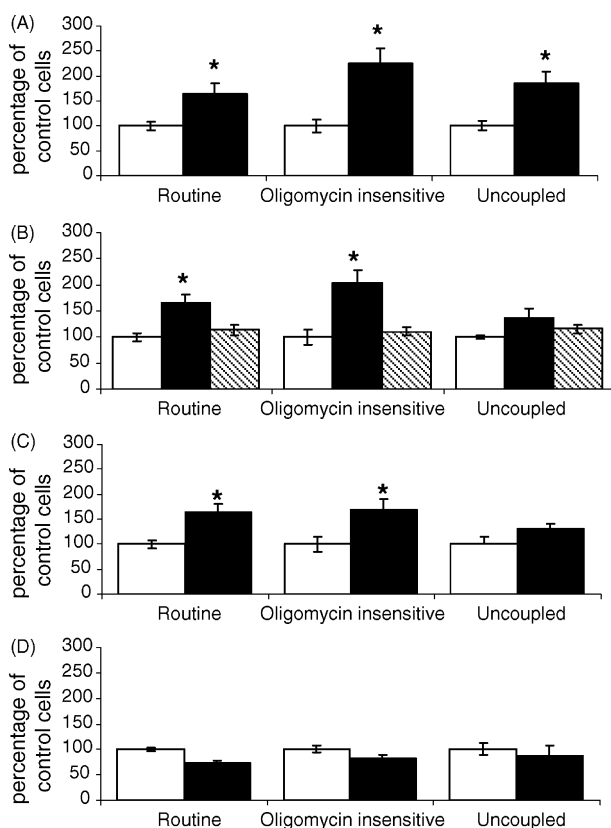 (A)
percentage of
control cells
300
250
200
150
100
50
0
* * *
Routine Oligomycin insensitive Uncoupled
(B)
percentage of
control cells
300
250
200
150
100
50
0
* *
Routine Oligomycin insensitive Uncoupled
(C)
percentage of
control cells
300
250
200
150
100
50
0
* *
Routine Oligomycin insensitive Uncoupled
(D)
percentage of
control cells
300
250
200
150
100
50
0
Routine Oligomycin insensitive Uncoupled